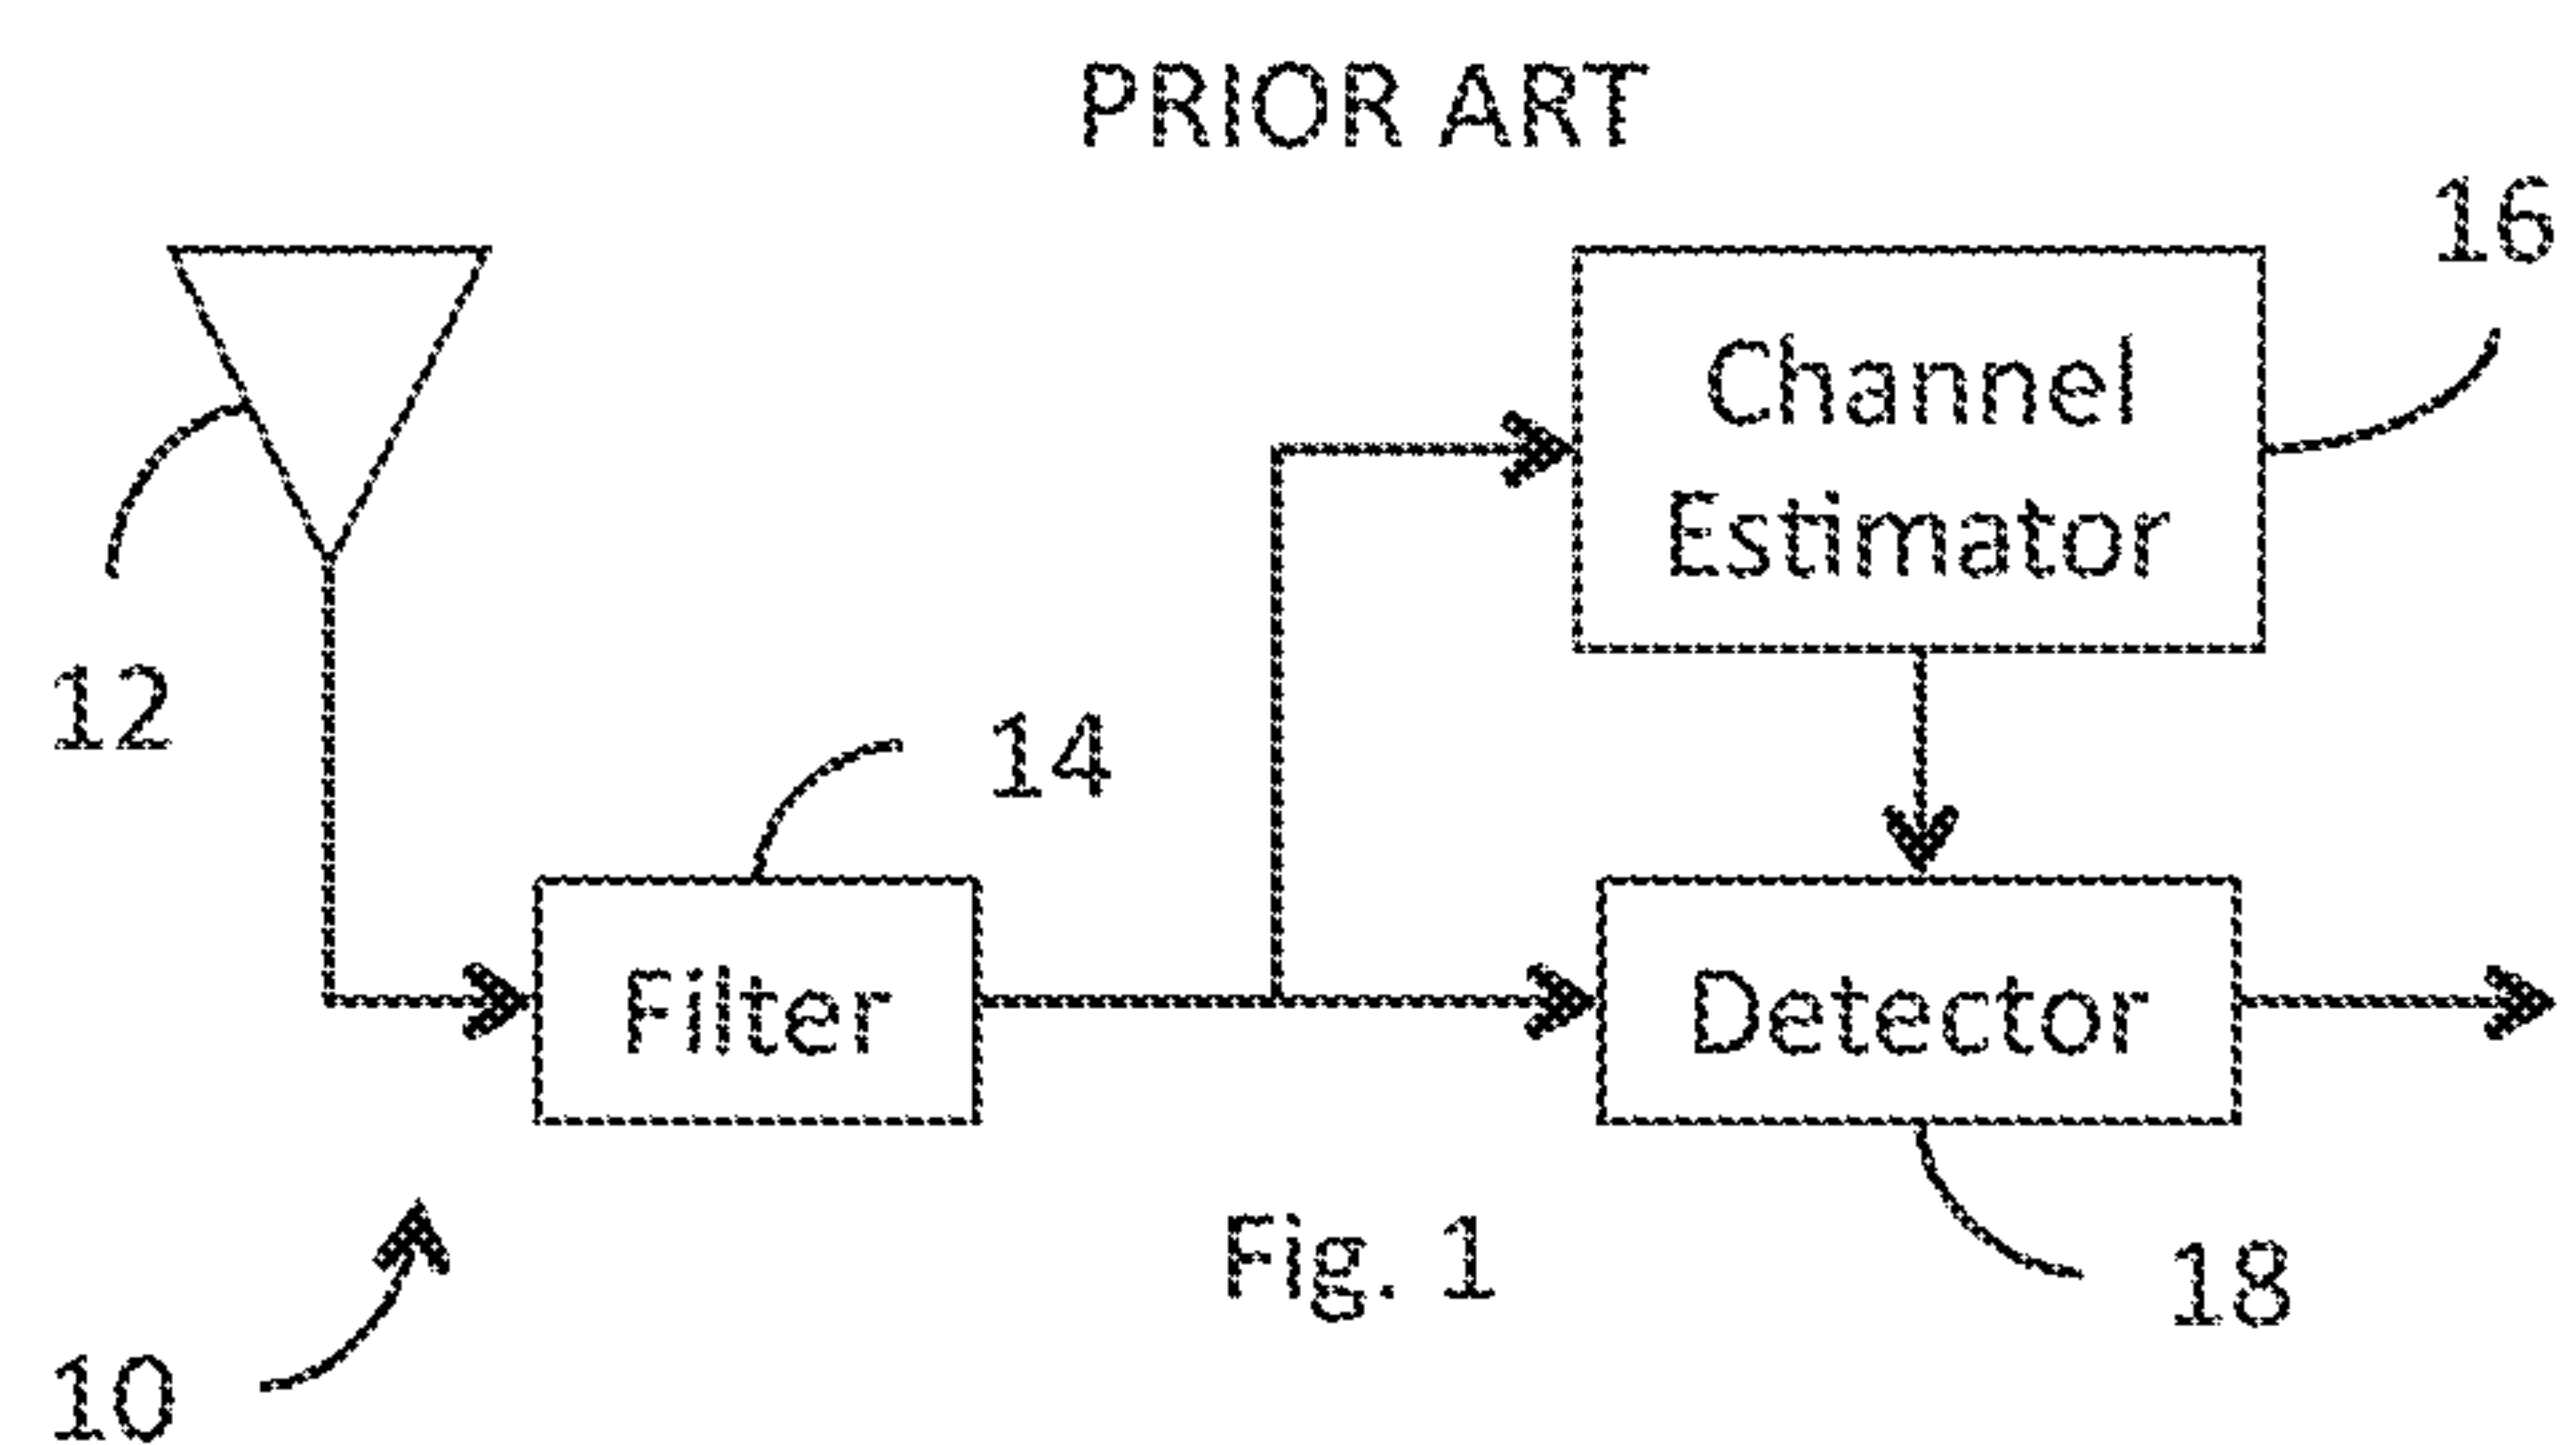 PRIOR ART
16
Channel
Estimator
12
14
Filter
Detector
Fig. 1
18
10